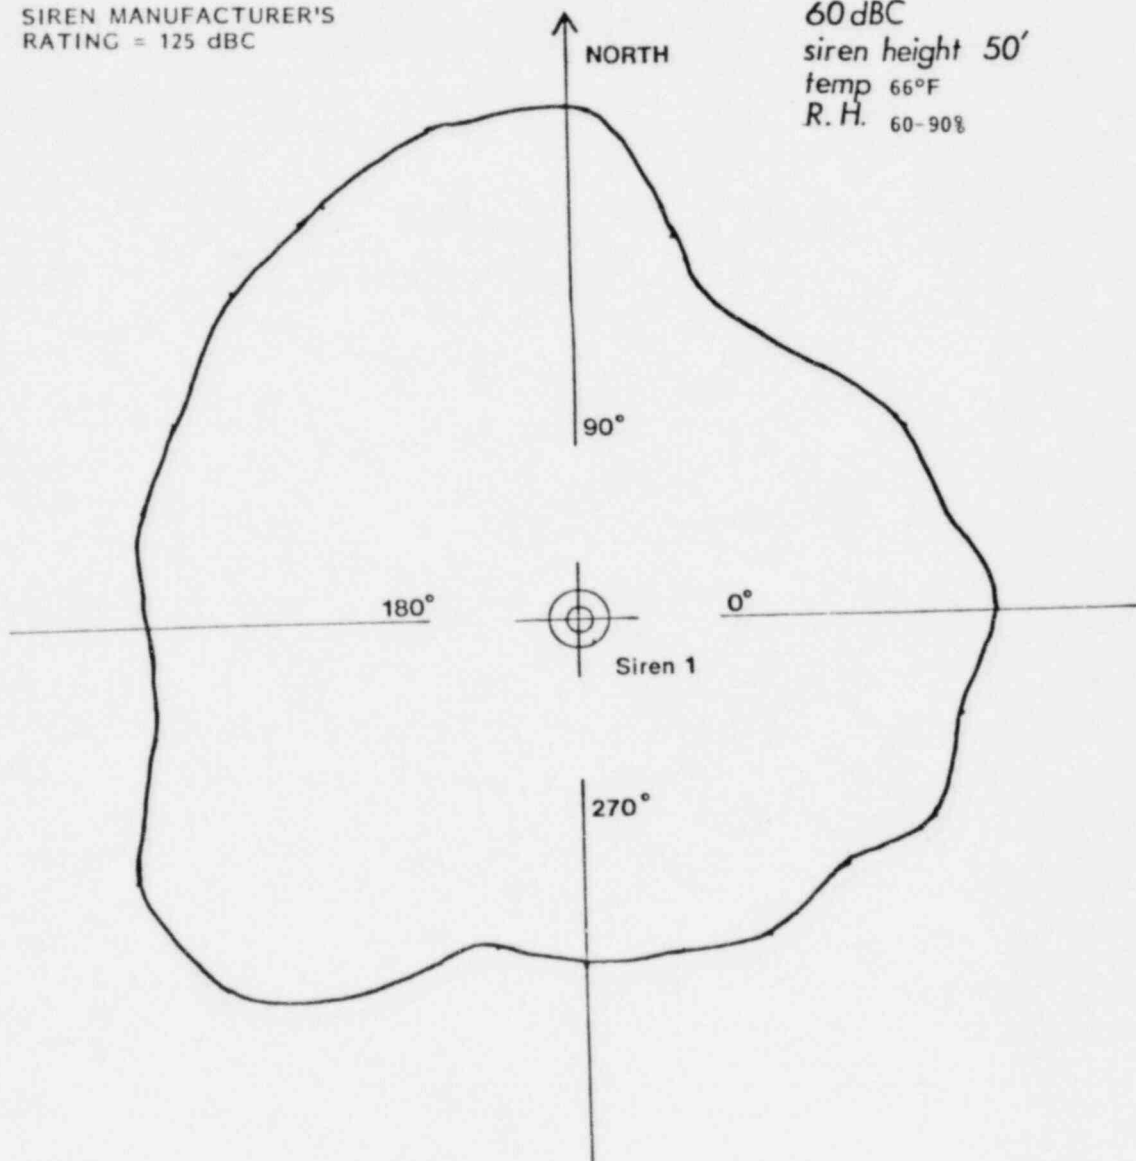 SIREN MANUFACTURER'S
RATING = 125 dBC
60 dBC
siren height 50'
temp 66°F
R.H. 60-90%
NORTH
90°
180°
0°
Siren 1
270°